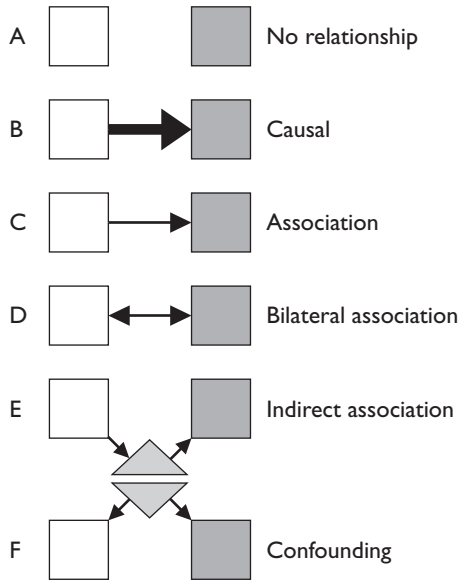 A No relationship
B Causal
C Association
D Bilateral association
E Indirect association
F Confounding